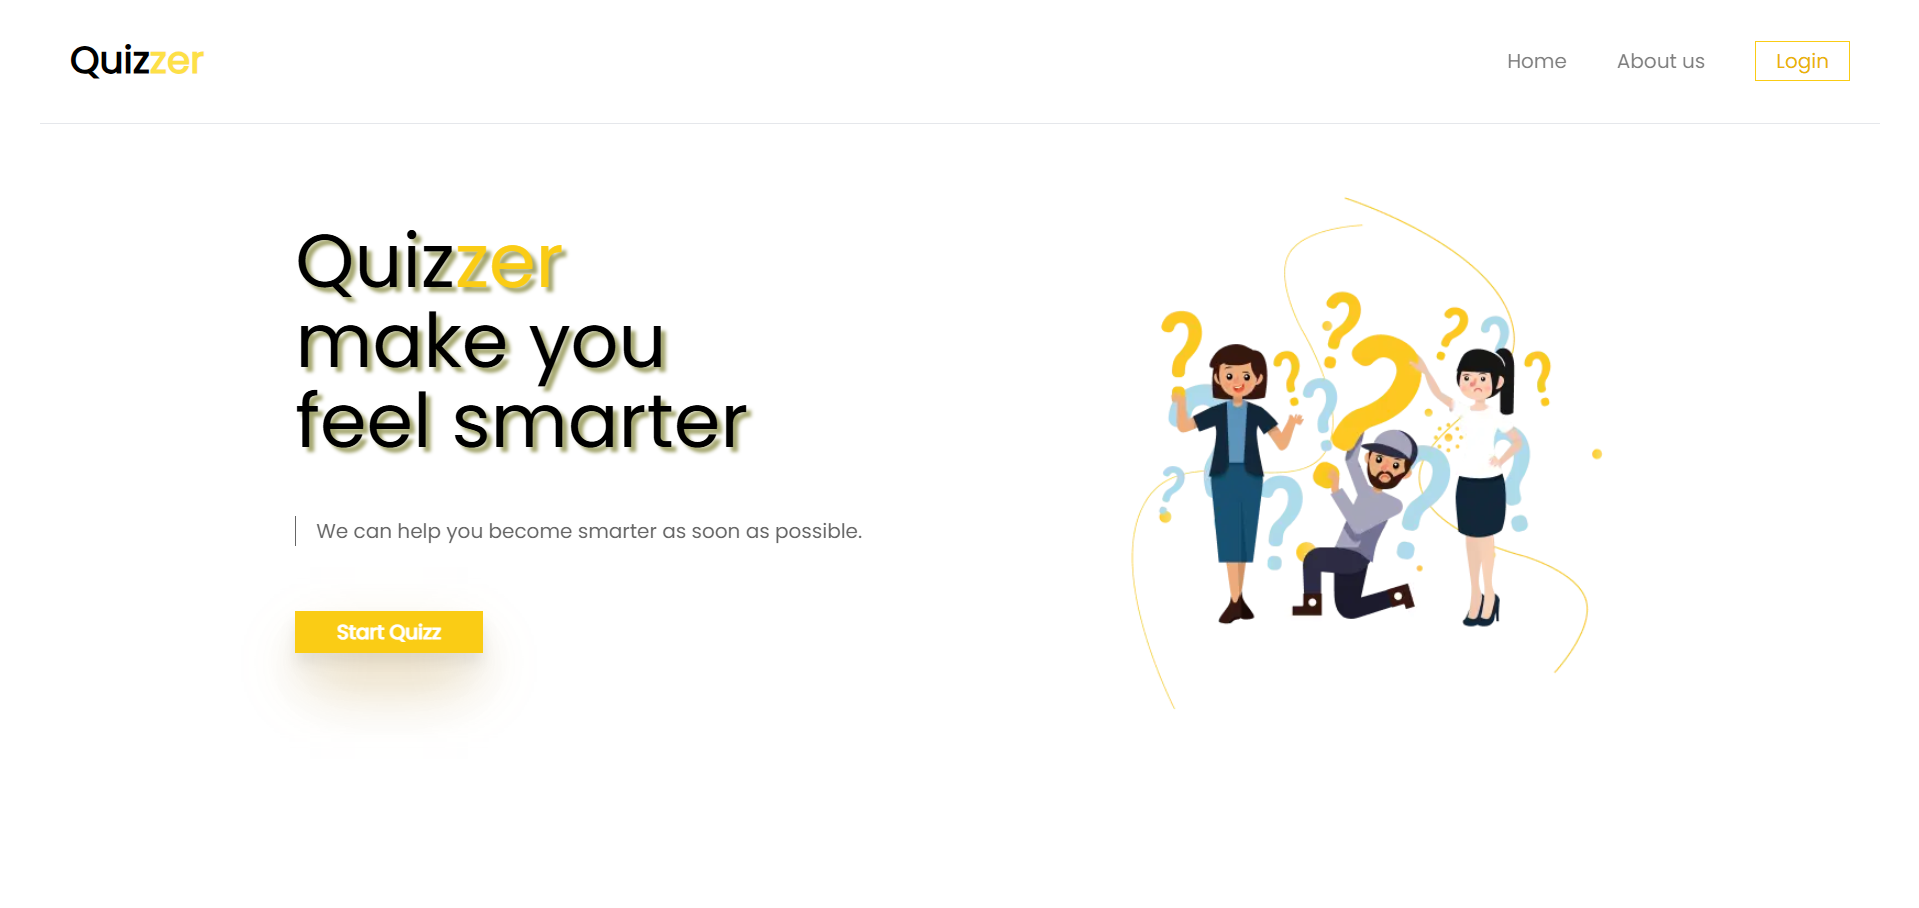 Quizzer
Home
About us
Login
Quizzer
make you
feel smarter
We can help you become smarter as soon as possible.
Start Quizz